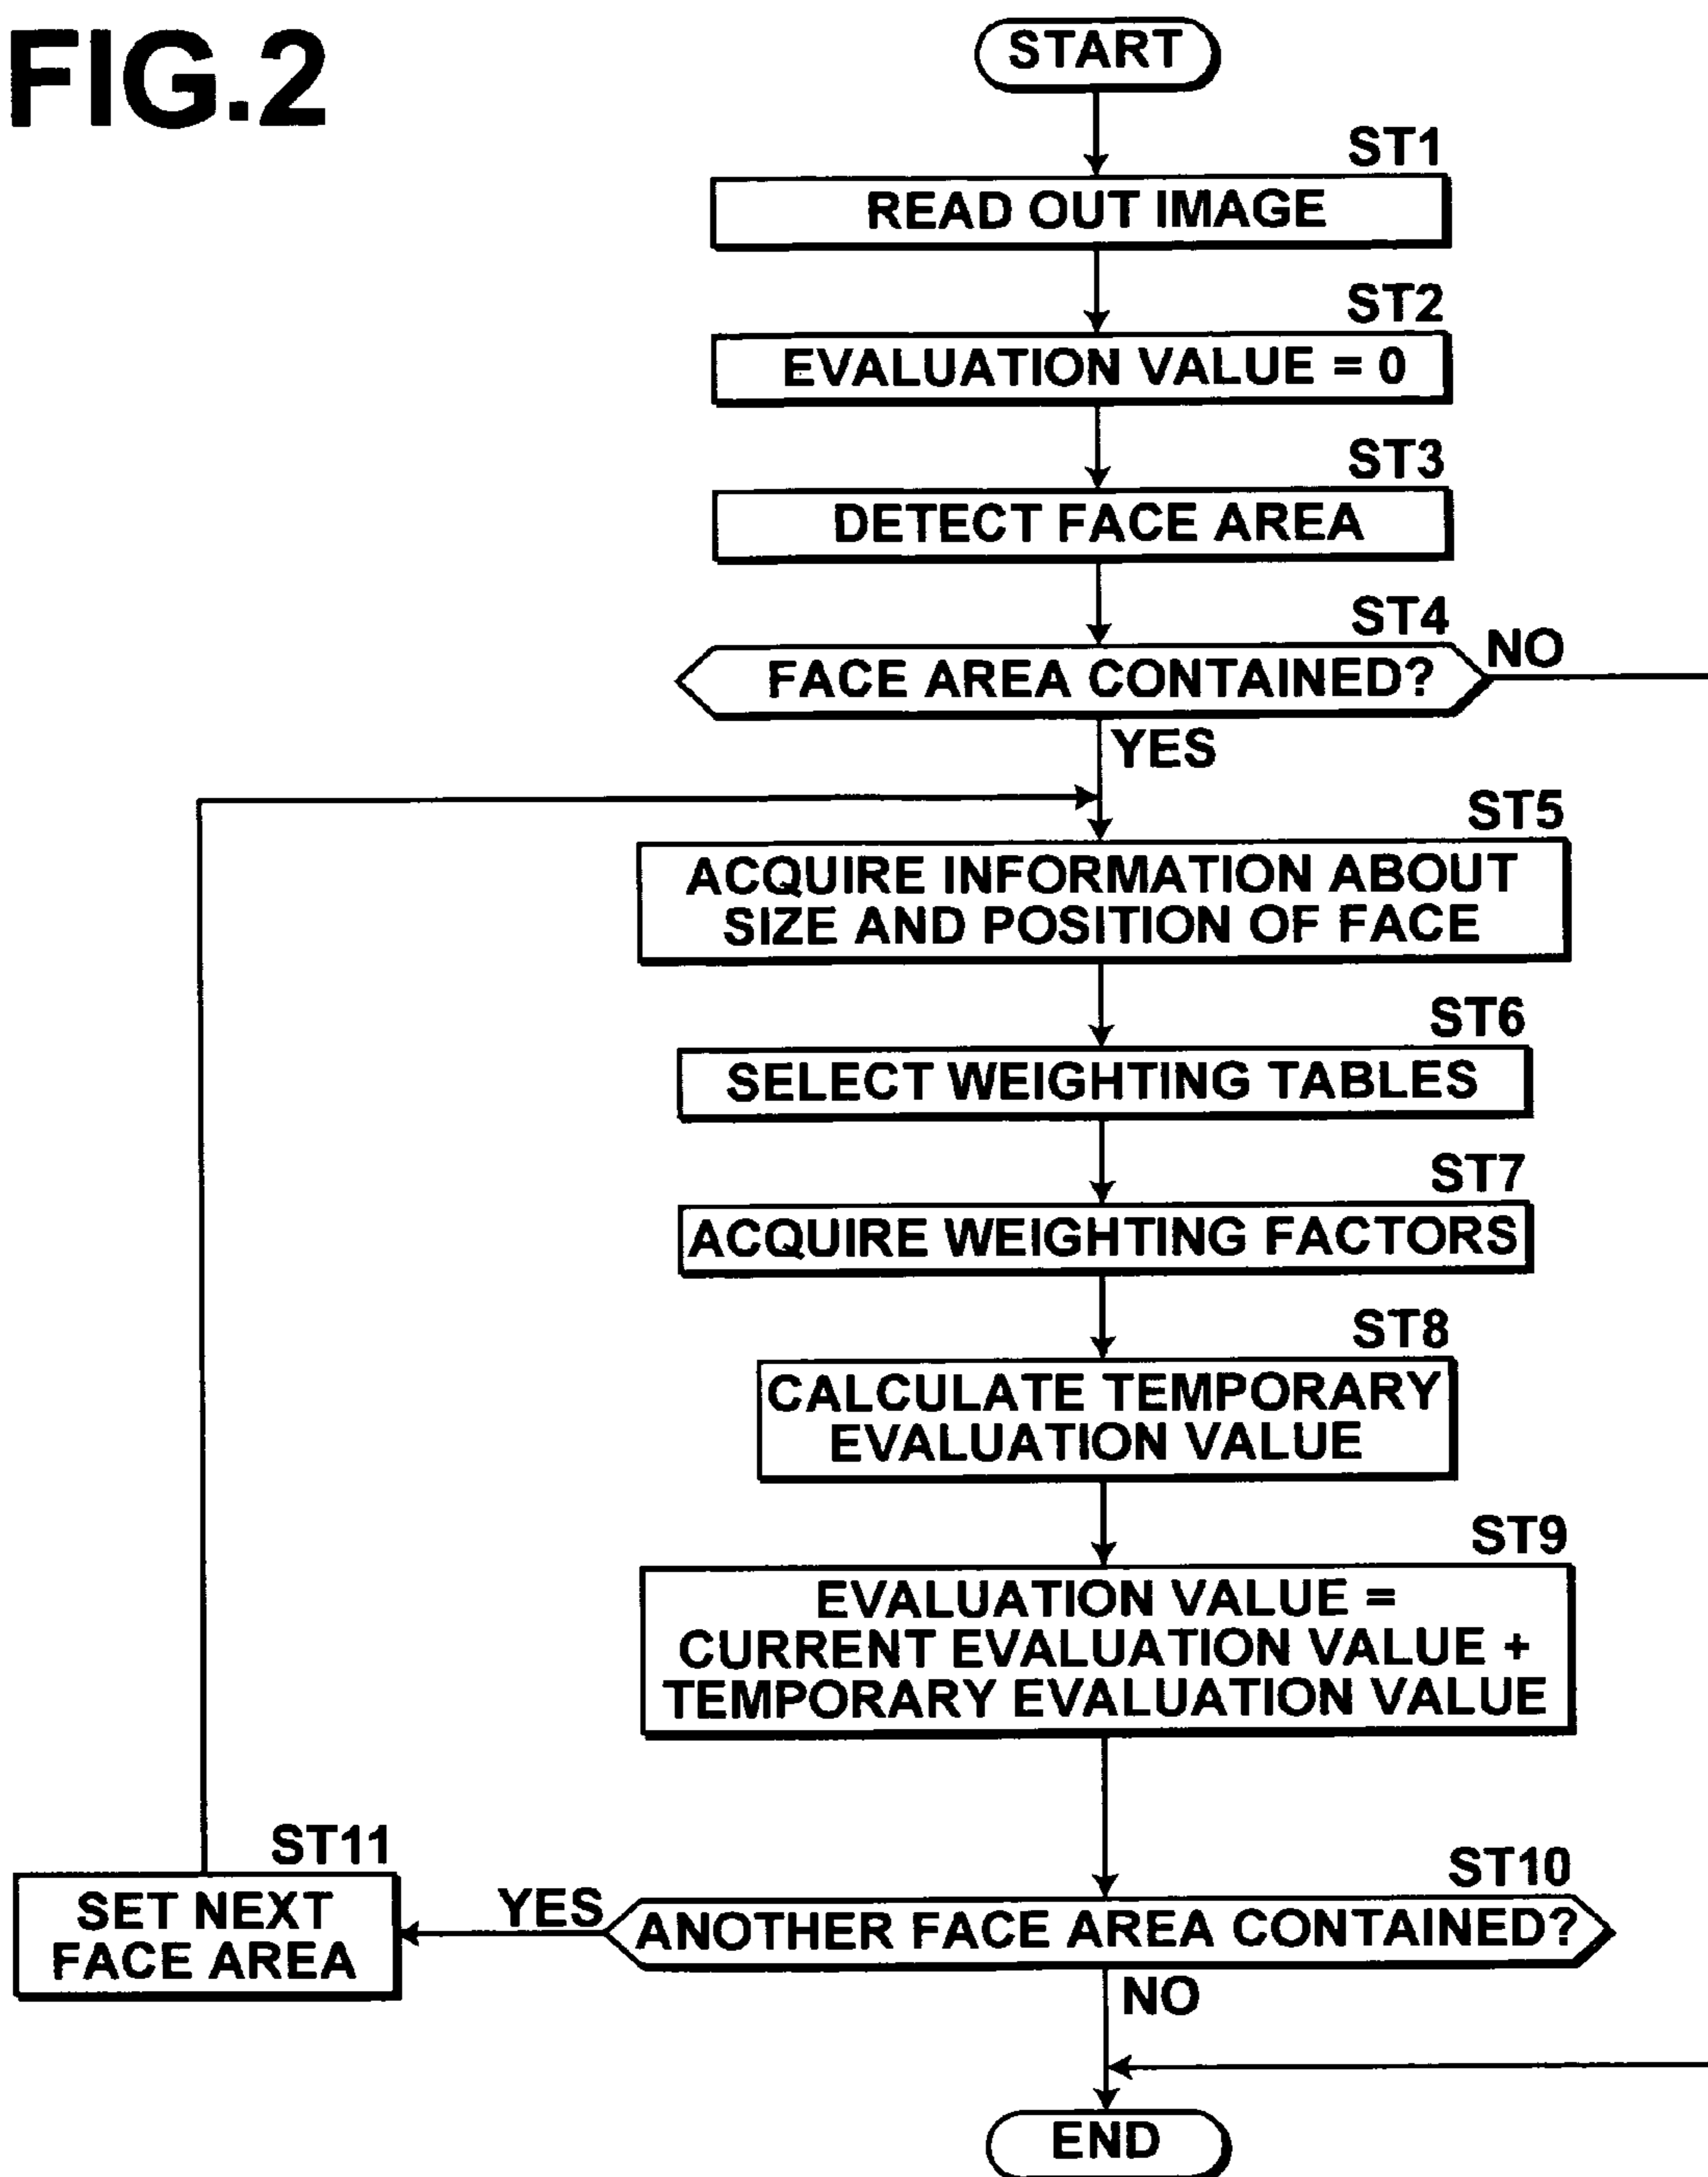 FIG.2
START
ST1
READ OUT IMAGE
ST2
EVALUATION VALUE = 0
ST3
DETECT FACE AREA
ST4
FACE AREA CONTAINED?
NO
YES
ST5
ACQUIRE INFORMATION ABOUT
SIZE AND POSITION OF FACE
ST6
SELECT WEIGHTING TABLES
ST7
ACQUIRE WEIGHTING FACTORS
ST8
CALCULATE TEMPORARY
EVALUATION VALUE
ST9
EVALUATION VALUE =
CURRENT EVALUATION VALUE +
TEMPORARY EVALUATION VALUE
ST10
ANOTHER FACE AREA CONTAINED?
YES
ST11
SET NEXT
FACE AREA
NO
END